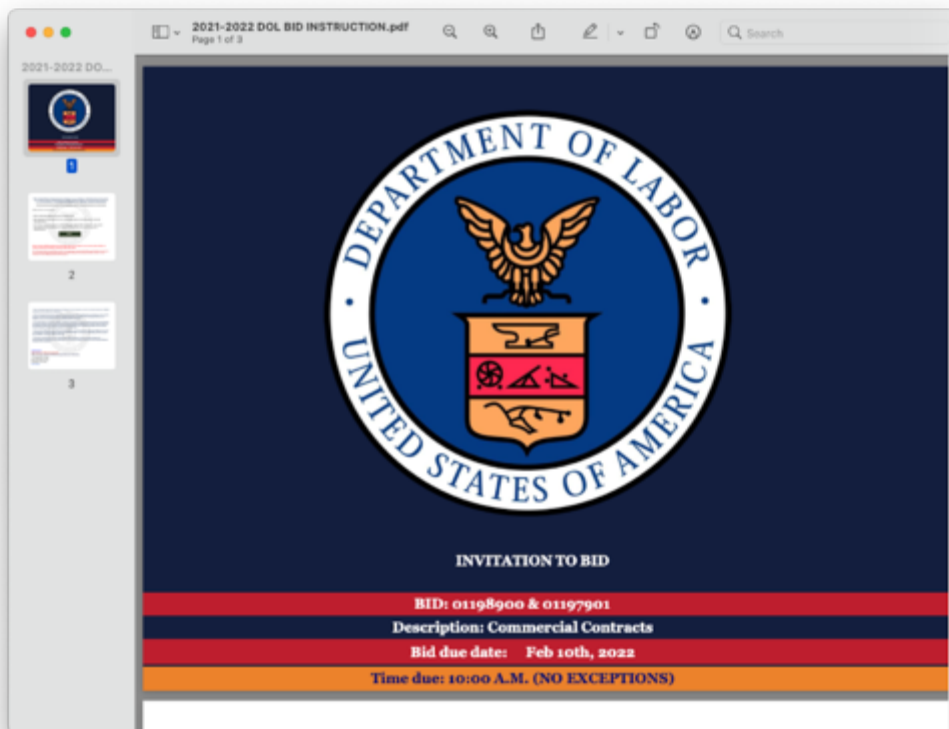 2021-2022 DOL BID INSTRUCTION.pdf
Page 1 of 3
Search
2021-2022 DO...
1
2
3
DEPARTMENT OF LABOR
UNITED STATES OF AMERICA
INVITATION TO BID
BID: 01198900 & 01197901
Description: Commercial Contracts
Bid due date: Feb 10th, 2022
Time due: 10:00 A.M. (NO EXCEPTIONS)